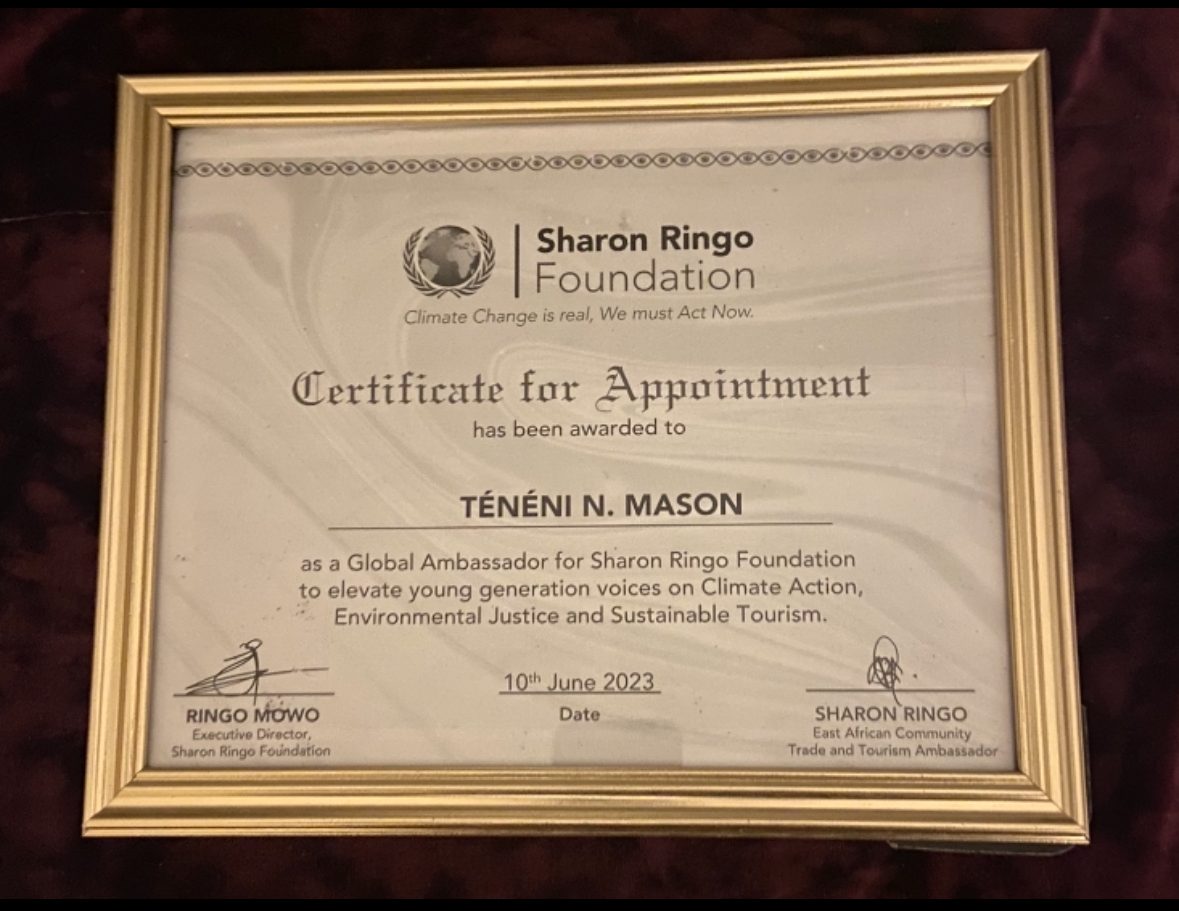 Sharon Ringo
Foundation
Climate Change is real, We must Act Now.
Certificate for Appointment
has been awarded to
TÉNÉNI N. MASON
as a Global Ambassador for Sharon Ringo Foundation
to elevate young generation voices on Climate Action,
Environmental Justice and Sustainable Tourism.
10th June 2023
Date
RINGO MOWO
Executive Director,
Sharon Ringo Foundation
SHARON RINGO
East African Community
Trade and Tourism Ambassador